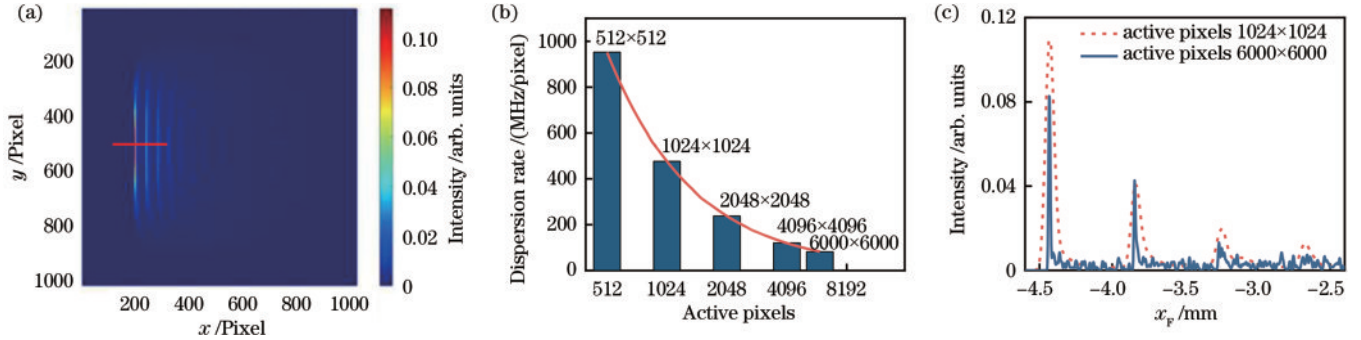 (a)
200
400
600
800
1000
y /Pixel
200 400 600 800 1000
x /Pixel
0.10
0.08
0.06
0.04
0.02
0
Intensity /arb. units
(b)
1000
800
600
400
200
0
Dispersion rate /(MHz/pixel)
512×512
1024×1024
2048×2048
4096×4096
6000×6000
512 1024 2048 4096 8192
Active pixels
(c)
0.12
0.08
0.04
0
Intensity /arb. units
active pixels 1024×1024
active pixels 6000×6000
−4.5 −4.0 −3.5 −3.0 −2.5
xF /mm